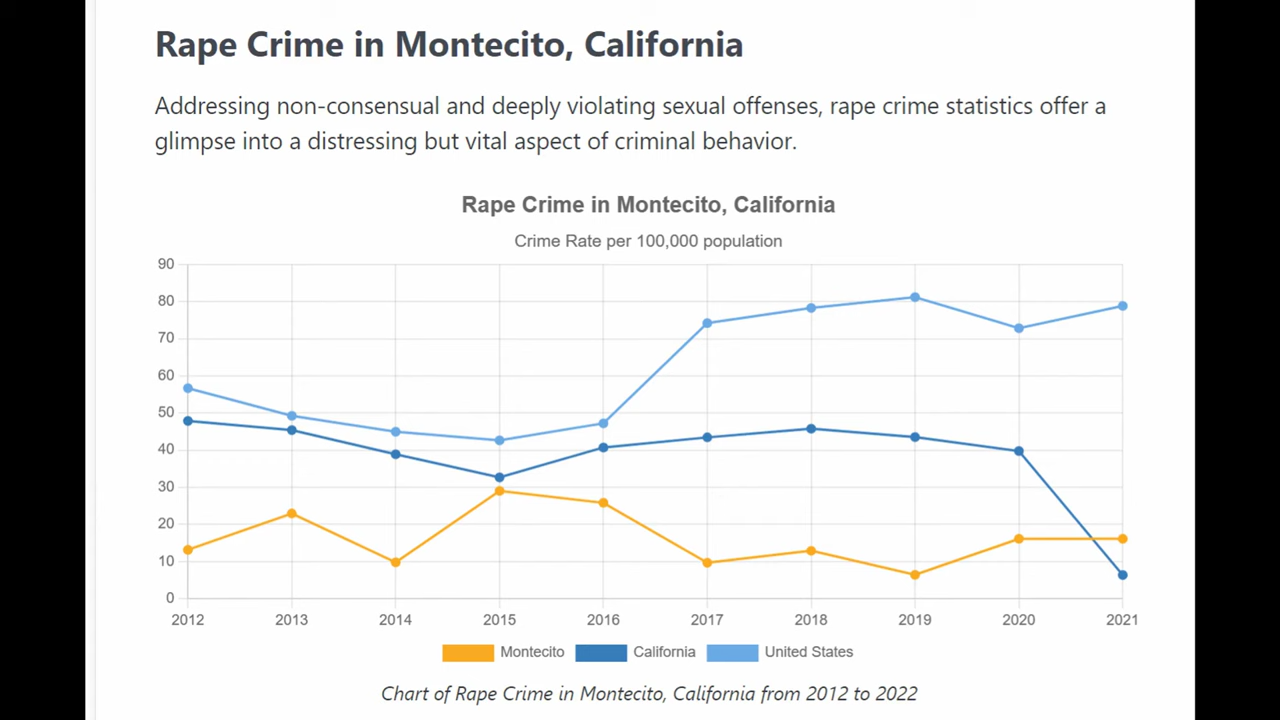 Rape Crime in Montecito, California
Addressing non-consensual and deeply violating sexual offenses, rape crime statistics offer a
glimpse into a distressing but vital aspect of criminal behavior.
Rape Crime in Montecito, California
Crime Rate per 100,000 population
90
80
70
60
50
40
30
20
10
0
2012 2013 2014 2015 2016 2017 2018 2019 2020 2021
Montecito California United States
Chart of Rape Crime in Montecito, California from 2012 to 2022